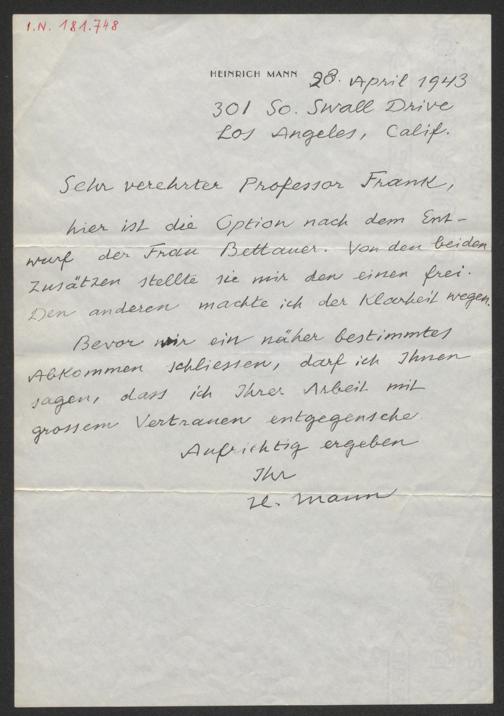 I.N. 181.748
HEINRICH MANN 28. April 1943
301 So. Swall Drive
Los Angeles, Calif.
Sehr verehrter Professor Frank,
hier ist die Option nach dem Ent-
wurf der Frau Bettauer. Von den beiden
Zusätzen stellte sie mir den einen frei.
Den anderen machte ich der Klarheit wegen.
Bevor wir ein näher bestimmtes
Abkommen schliessen, darf ich Ihnen
sagen, dass ich Ihrer Arbeit mit
grossem Vertrauen entgegensehe
Aufrichtig ergeben
Ihr
H. Mann